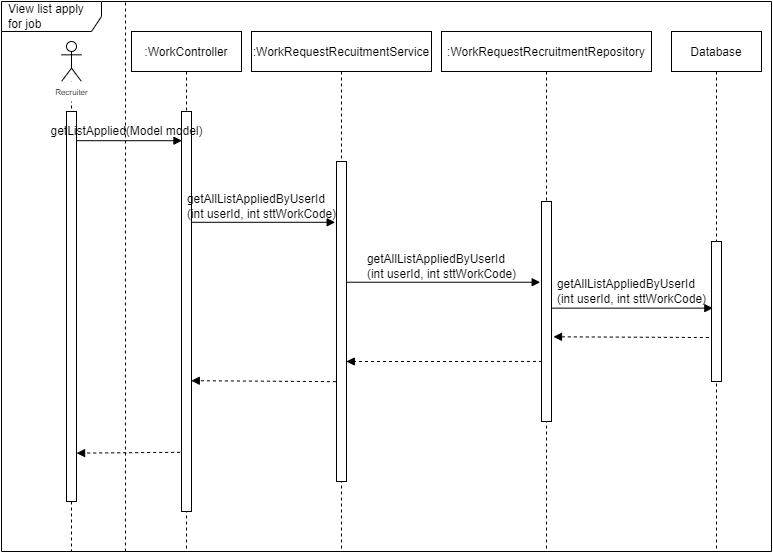 View list apply
for job
:WorkController
:WorkRequestRecuitmentService
:WorkRequestRecruitmentRepository
Database
Recruiter
getListApplied(Model model)
getAllListAppliedByUserId
(int userId, int sttWorkCode)
getAllListAppliedByUserId
(int userId, int sttWorkCode)
getAllListAppliedByUserId
(int userId, int sttWorkCode)